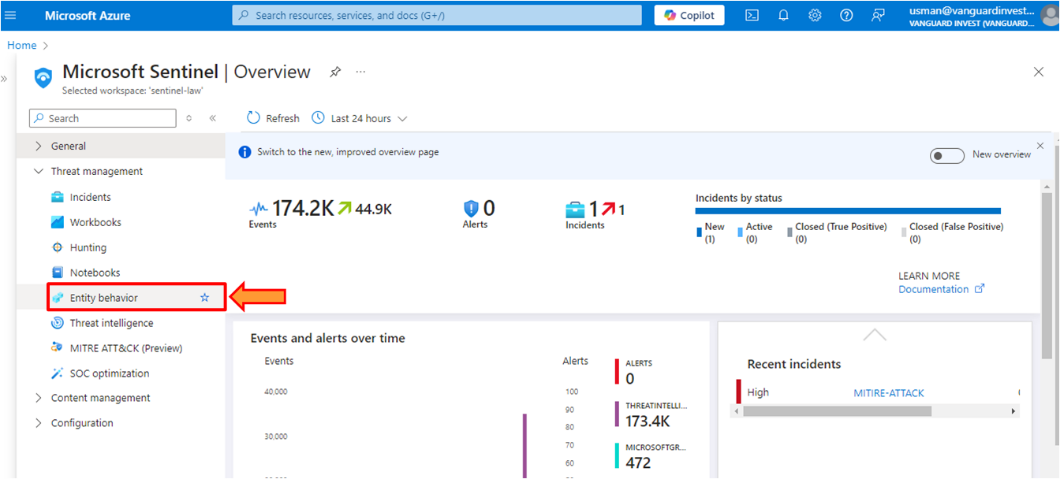 Microsoft Azure
Search resources, services, and docs (G+/)
Copilot
usman@vanguardinvest...
VANGUARD INVEST (VANGUARD...
Home
Microsoft Sentinel | Overview
Selected workspace: 'sentinel-law'
Search
Refresh
Last 24 hours
General
Switch to the new, improved overview page
New overview
Threat management
Incidents
Workbooks
Hunting
Notebooks
Entity behavior
Threat intelligence
MITRE ATT&CK (Preview)
SOC optimization
Content management
Configuration
174.2K 44.9K
Events
0
Alerts
1 1
Incidents
Incidents by status
New (1)
Active (0)
Closed (True Positive) (0)
Closed (False Positive) (0)
LEARN MORE
Documentation
Events and alerts over time
Events
40,000
30,000
Alerts
100
90
80
70
60
ALERTS
0
THREATINTELLI...
173.4K
MICROSOFTGR...
472
Recent incidents
High MITIRE-ATTACK